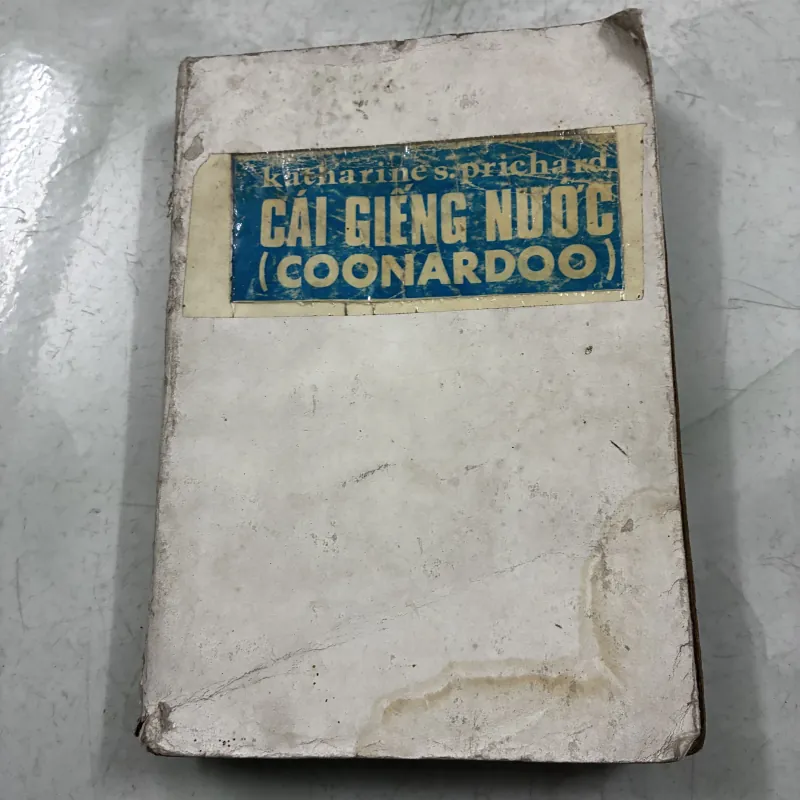 katharine s. prichard
CÁI GIẾNG NƯỚC
(COONARDOO)